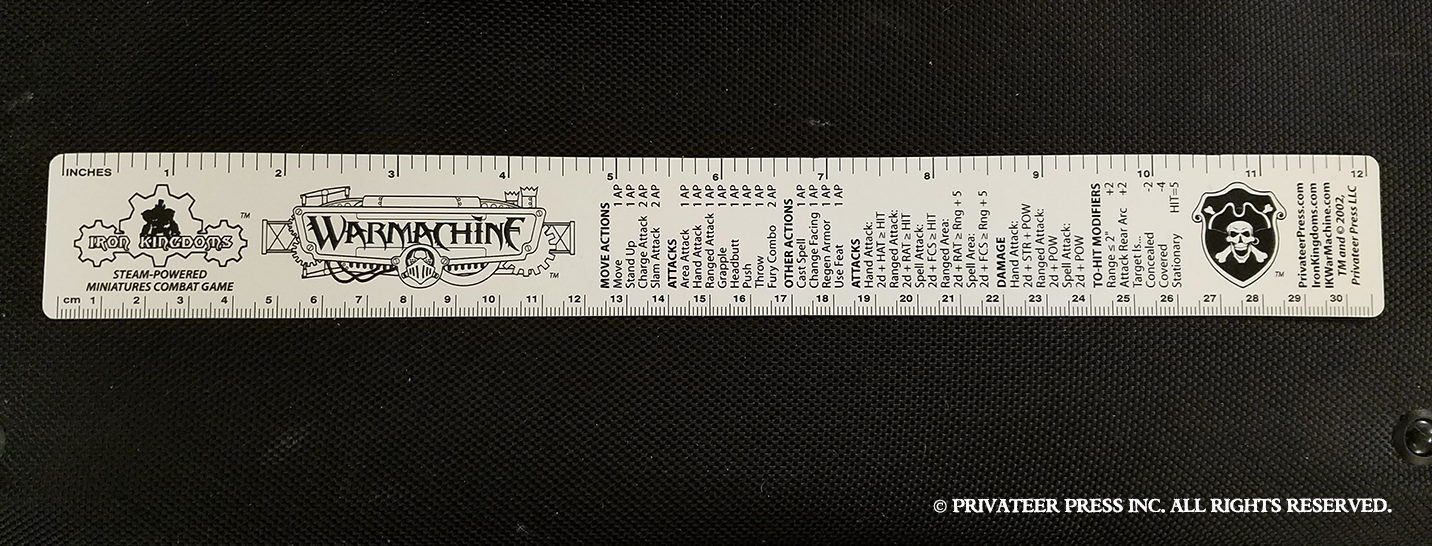 INCHES 1 2 3 4 5 6 7 8 9 10 11 12
IRON KINGDOMS ™
STEAM-POWERED
MINIATURES COMBAT GAME
WARMACHINE ™
MOVE ACTIONS
Move 1 AP
Stand Up 1 AP
Charge Attack 2 AP
Slam Attack 2 AP
ATTACKS
Area Attack 1 AP
Hand Attack 1 AP
Ranged Attack 1 AP
Grapple 1 AP
Headbutt 1 AP
Push 1 AP
Throw 1 AP
Fury Combo 2 AP
OTHER ACTIONS
Cast Spell 1 AP
Change Facing 1 AP
Regen Armor 1 AP
Use Feat 1 AP
ATTACKS
Hand Attack:
2d + HAT ≥ HIT
Ranged Attack:
2d + RAT ≥ HIT
Spell Attack:
2d + FCS ≥ HIT
Ranged Area:
2d + RAT ≥ Rng + 5
Spell Area:
2d + FCS ≥ Rng + 5
DAMAGE
Hand Attack:
2d + STR + POW
Ranged Attack:
2d + POW
Spell Attack:
2d + POW
TO-HIT MODIFIERS
Range ≤ 2" +2
Attack Rear Arc +2
Target Is...
Concealed -2
Covered -4
Stationary HIT=5
™
PrivateerPress.com
IronKingdoms.com
IKWarMachine.com
TM and © 2002,
Privateer Press LLC
cm 1 2 3 4 5 6 7 8 9 10 11 12 13 14 15 16 17 18 19 20 21 22 23 24 25 26 27 28 29 30
© PRIVATEER PRESS INC. ALL RIGHTS RESERVED.